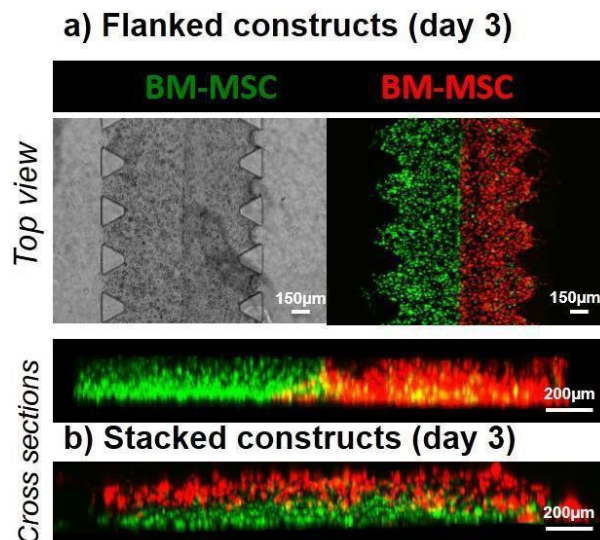 a) Flanked constructs (day 3)
BM-MSC BM-MSC
Top view
150µm 150µm
Cross sections
200µm
b) Stacked constructs (day 3)
200µm